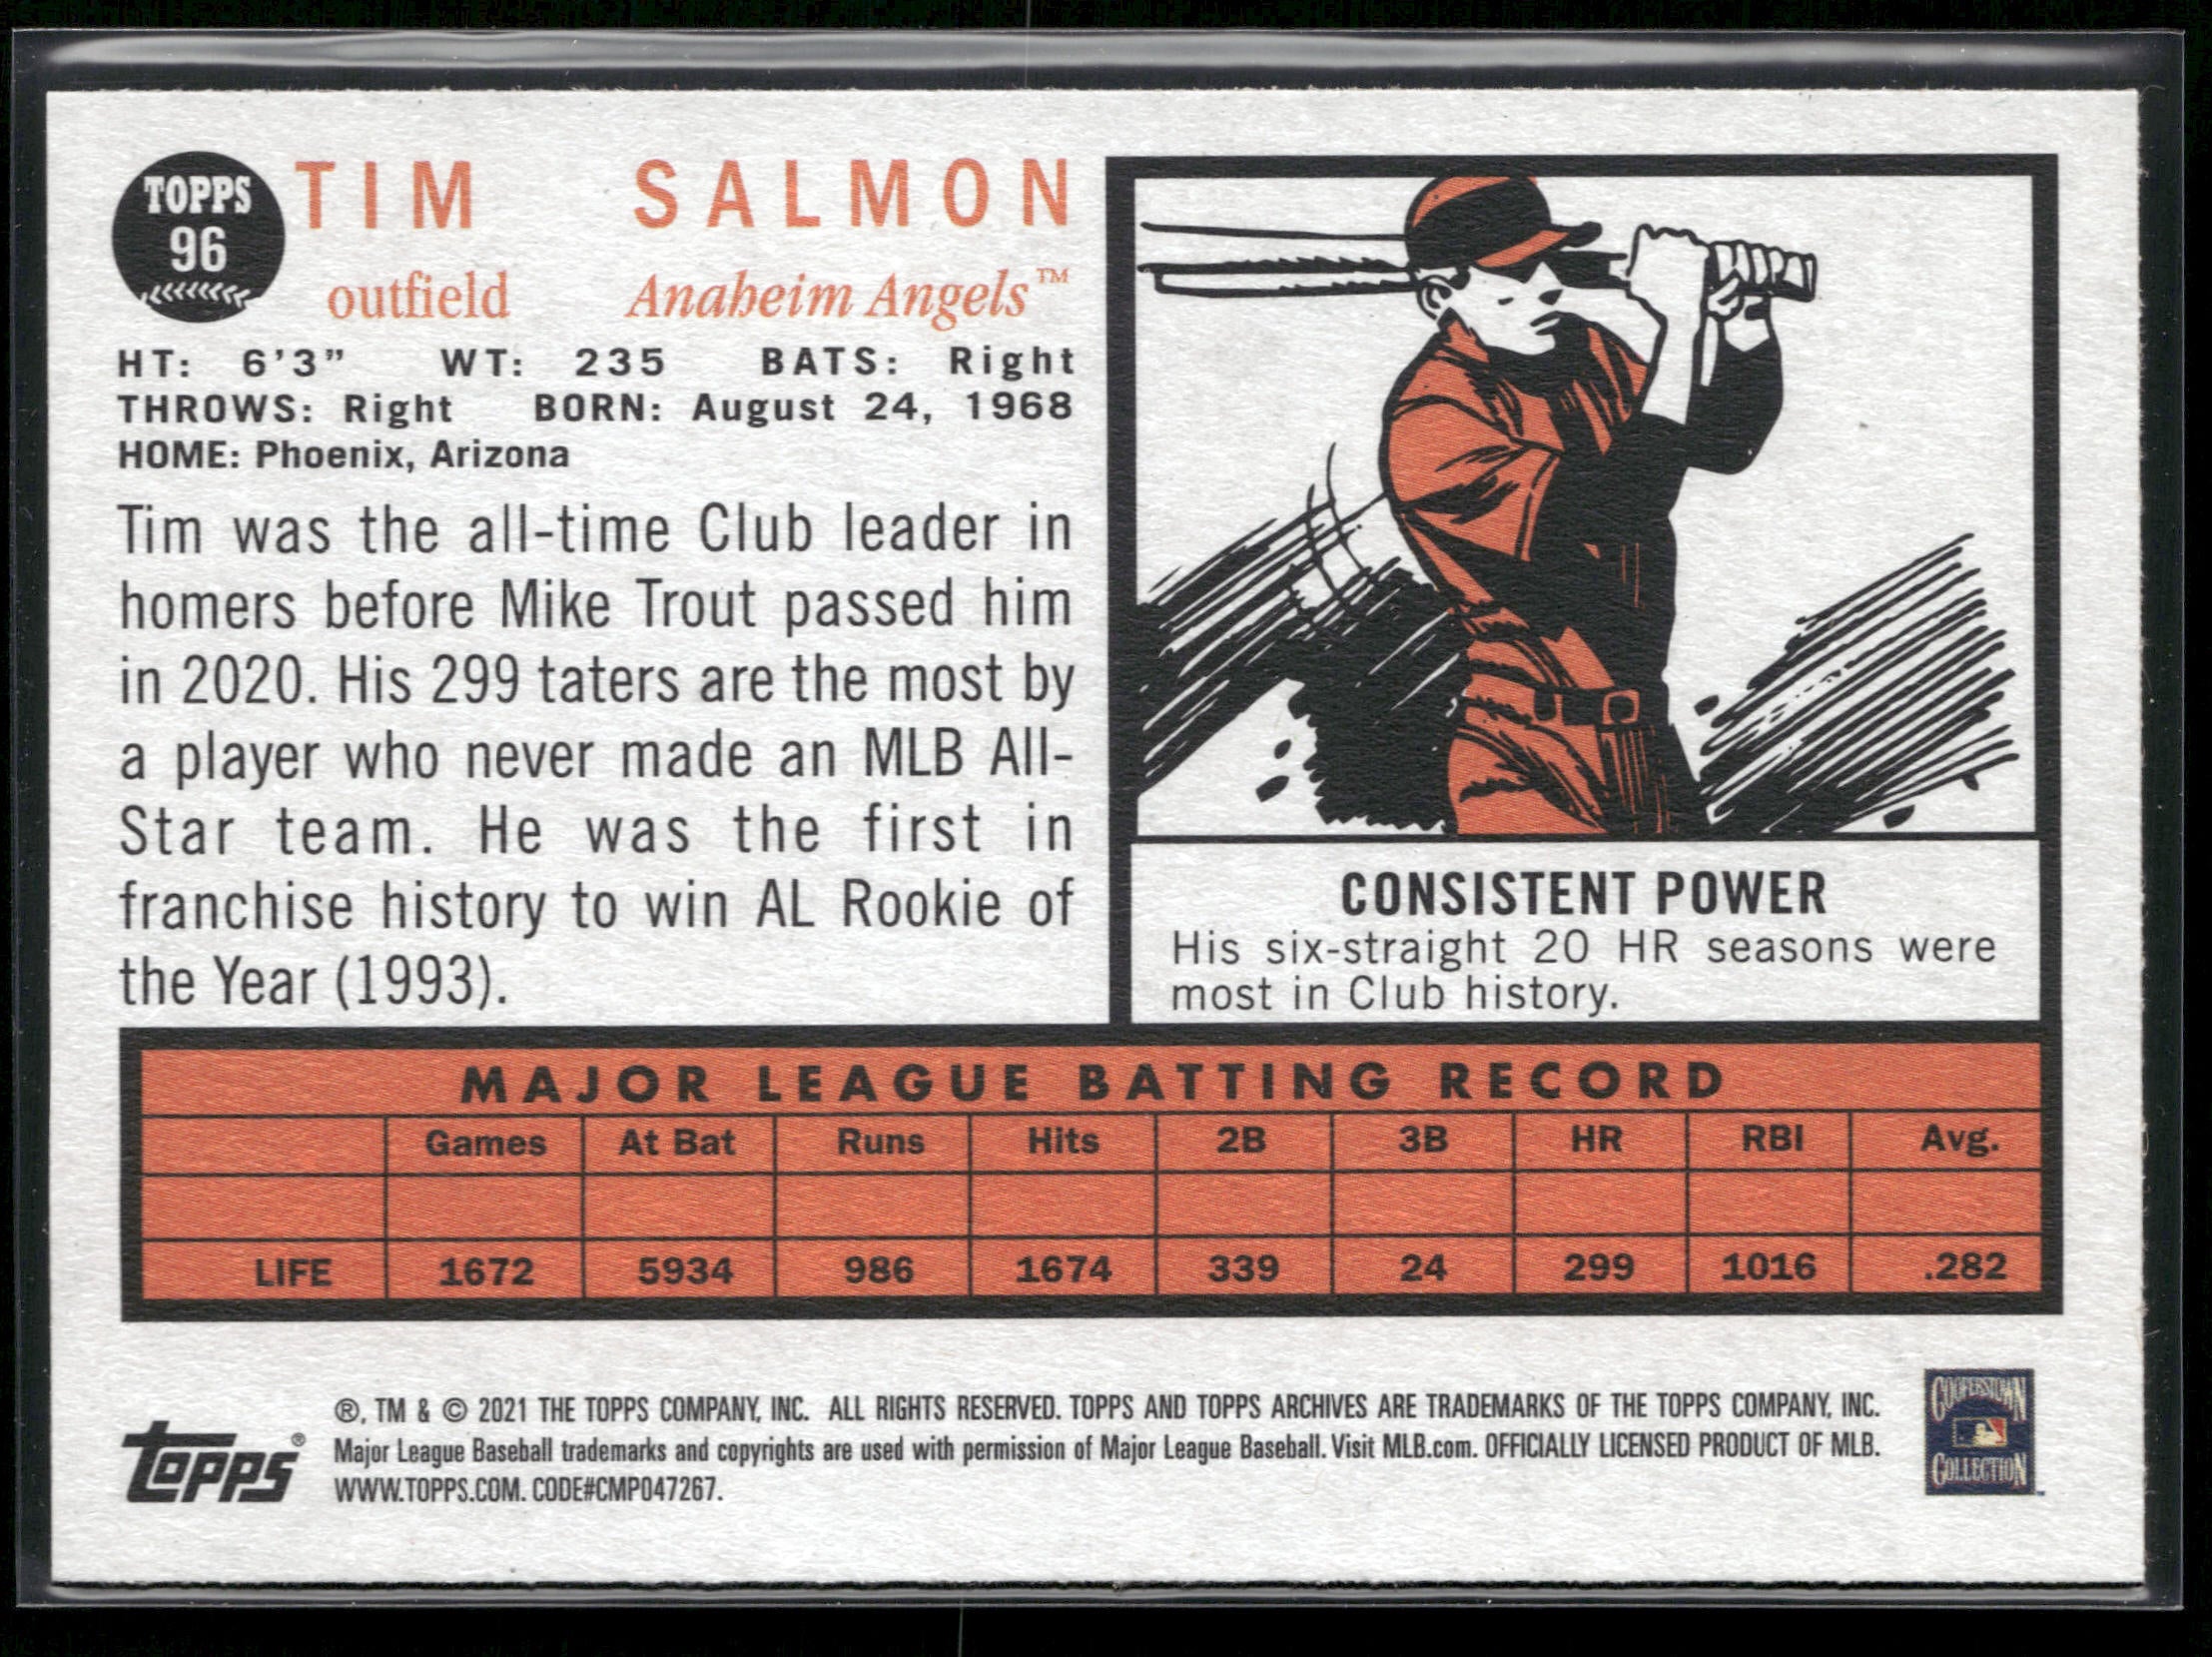 TOPPS
96
TIM SALMON
outfield Anaheim Angels™
HT: 6'3" WT: 235 BATS: Right
THROWS: Right BORN: August 24, 1968
HOME: Phoenix, Arizona
Tim was the all-time Club leader in
homers before Mike Trout passed him
in 2020. His 299 taters are the most by
a player who never made an MLB All-
Star team. He was the first in
franchise history to win AL Rookie of
the Year (1993).
CONSISTENT POWER
His six-straight 20 HR seasons were
most in Club history.
MAJOR LEAGUE BATTING RECORD
Games At Bat Runs Hits 2B 3B HR RBI Avg.
LIFE 1672 5934 986 1674 339 24 299 1016 .282
Topps®
®, TM & © 2021 THE TOPPS COMPANY, INC. ALL RIGHTS RESERVED. TOPPS AND TOPPS ARCHIVES ARE TRADEMARKS OF THE TOPPS COMPANY, INC.
Major League Baseball trademarks and copyrights are used with permission of Major League Baseball. Visit MLB.com. OFFICIALLY LICENSED PRODUCT OF MLB.
WWW.TOPPS.COM. CODE#CMP047267.
COOPERSTOWN
COLLECTION